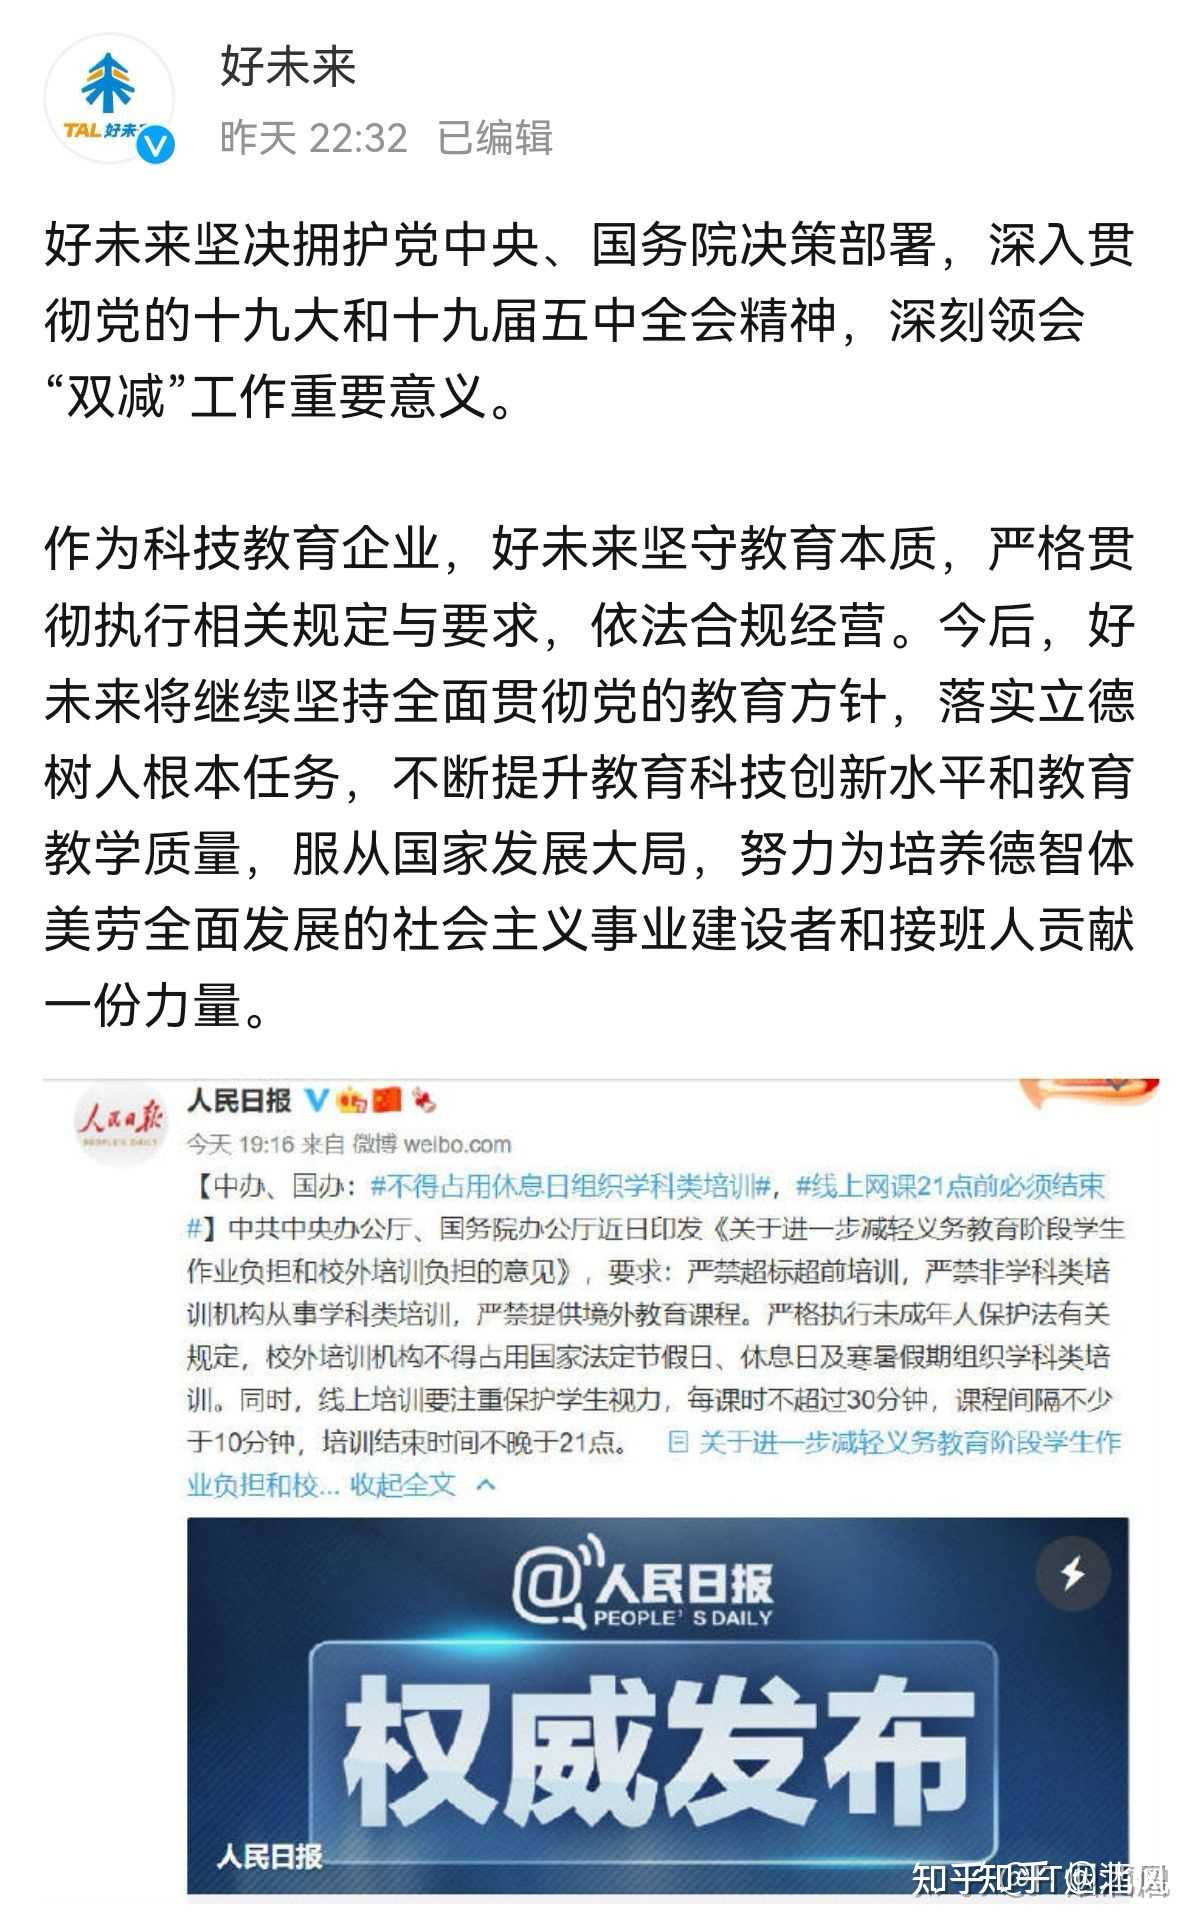 好未来
TAL 好未
昨天 22:32 已编辑
好未来坚决拥护党中央、国务院决策部署，深入贯
彻党的十九大和十九届五中全会精神，深刻领会
“双减”工作重要意义。
作为科技教育企业，好未来坚守教育本质，严格贯
彻执行相关规定与要求，依法合规经营。今后，好
未来将继续坚持全面贯彻党的教育方针，落实立德
树人根本任务，不断提升教育科技创新水平和教育
教学质量，服从国家发展大局，努力为培养德智体
美劳全面发展的社会主义事业建设者和接班人贡献
一份力量。
人民日报
人民日报
PEOPLE'S DAILY
今天 19:16 来自 微博 weibo.com
【中办、国办：#不得占用休息日组织学科类培训#，#线上网课21点前必须结束
#】中共中央办公厅、国务院办公厅近日印发《关于进一步减轻义务教育阶段学生
作业负担和校外培训负担的意见》，要求：严禁超标超前培训，严禁非学科类培
训机构从事学科类培训，严禁提供境外教育课程。严格执行未成年人保护法有关
规定，校外培训机构不得占用国家法定节假日、休息日及寒暑假期组织学科类培
训。同时，线上培训要注重保护学生视力，每课时不超过30分钟，课程间隔不少
于10分钟，培训结束时间不晚于21点。 关于进一步减轻义务教育阶段学生作
业负担和校... 收起全文
@人民日报
PEOPLE'S DAILY
权威发布
人民日报
知乎